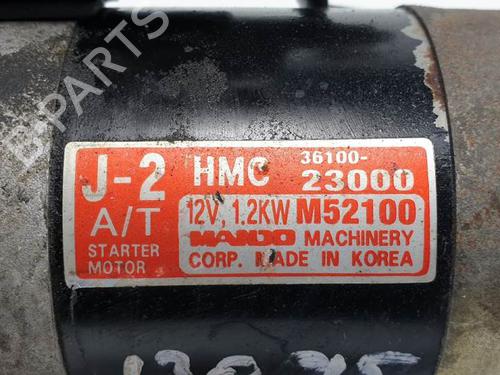 J-2 HMC 36100-
23000
A/T 12V, 1.2KW M52100
STARTER MANDO MACHINERY
MOTOR CORP. MADE IN KOREA
B-PARTS